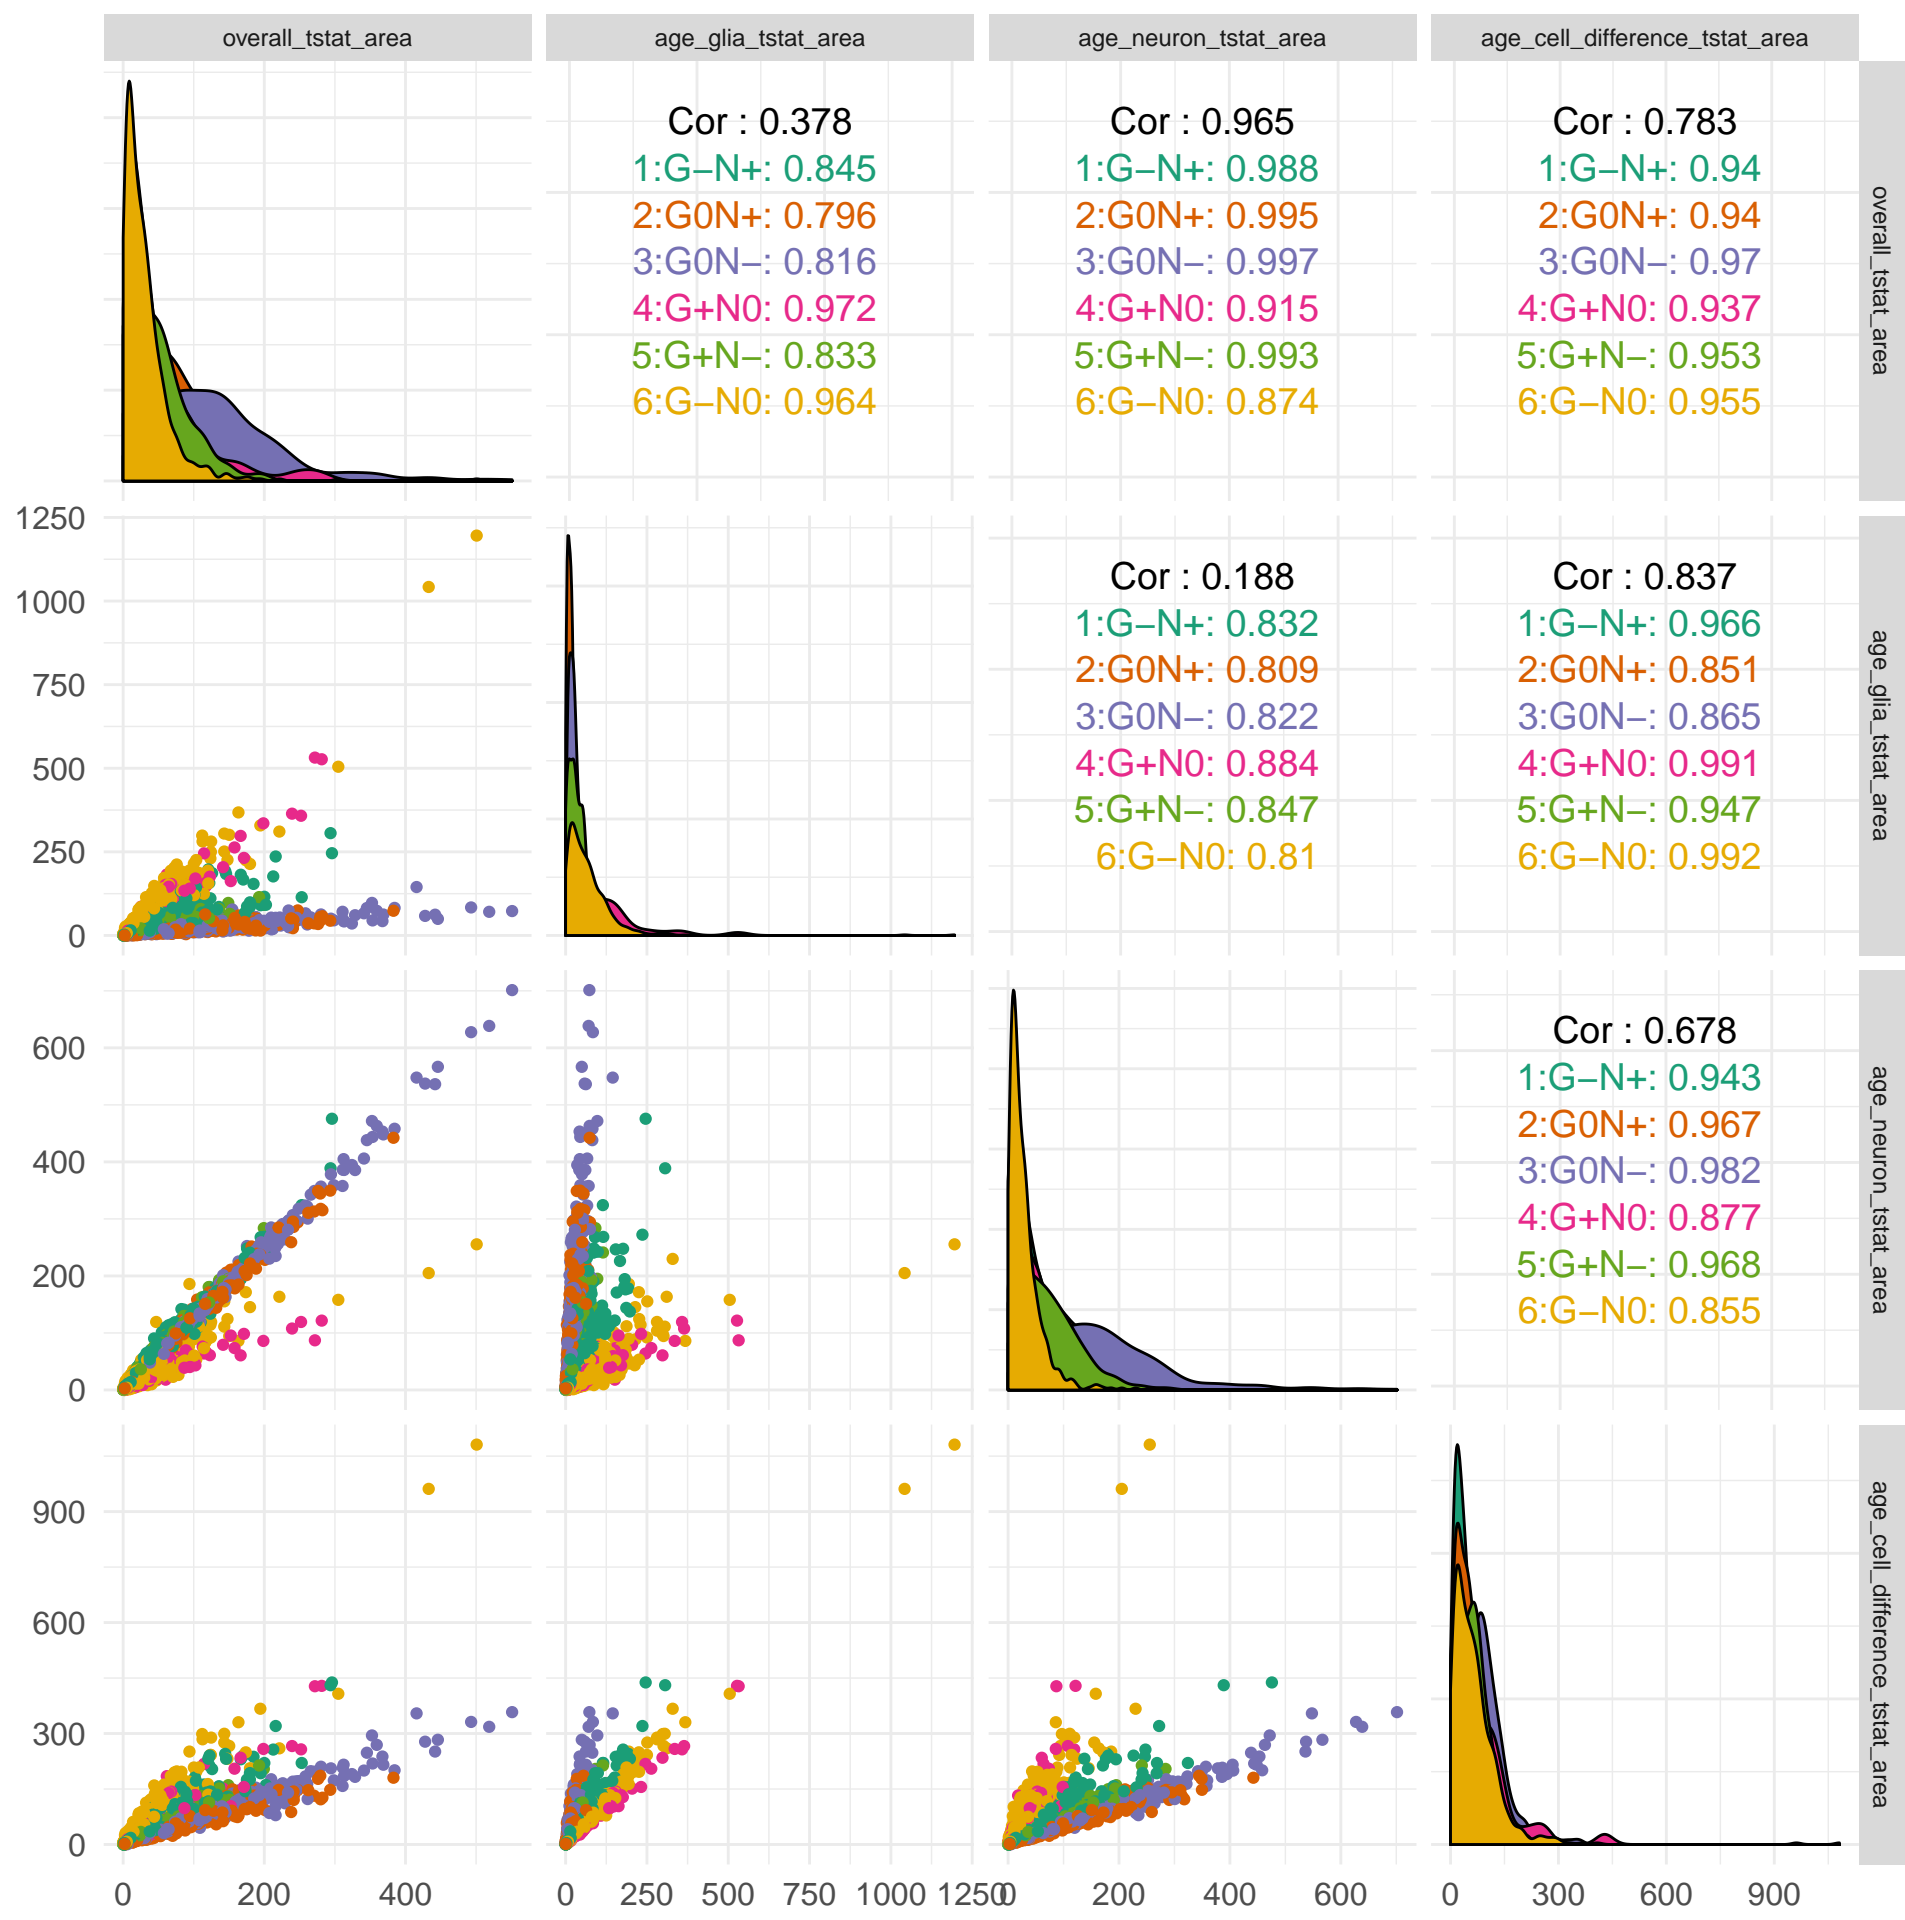 overall_tstat_area
age_glia_tstat_area
age_neuron_tstat_area
age_cell_difference_tstat_area
Cor : 0.378
1:G−N+: 0.845
2:G0N+: 0.796
3:G0N−: 0.816
4:G+N0: 0.972
5:G+N−: 0.833
6:G−N0: 0.964
Cor : 0.965
1:G−N+: 0.988
2:G0N+: 0.995
3:G0N−: 0.997
4:G+N0: 0.915
5:G+N−: 0.993
6:G−N0: 0.874
Cor : 0.783
1:G−N+: 0.94
2:G0N+: 0.94
3:G0N−: 0.97
4:G+N0: 0.937
5:G+N−: 0.953
6:G−N0: 0.955
overall_tstat_area
1250
1000
750
500
250
0
Cor : 0.188
1:G−N+: 0.832
2:G0N+: 0.809
3:G0N−: 0.822
4:G+N0: 0.884
5:G+N−: 0.847
6:G−N0: 0.81
Cor : 0.837
1:G−N+: 0.966
2:G0N+: 0.851
3:G0N−: 0.865
4:G+N0: 0.991
5:G+N−: 0.947
6:G−N0: 0.992
age_glia_tstat_area
600
400
200
0
Cor : 0.678
1:G−N+: 0.943
2:G0N+: 0.967
3:G0N−: 0.982
4:G+N0: 0.877
5:G+N−: 0.968
6:G−N0: 0.855
age_neuron_tstat_area
900
600
300
0
age_cell_difference_tstat_area
0 200 400
0 250 500 750 1000 1250
0 200 400 600
0 300 600 900